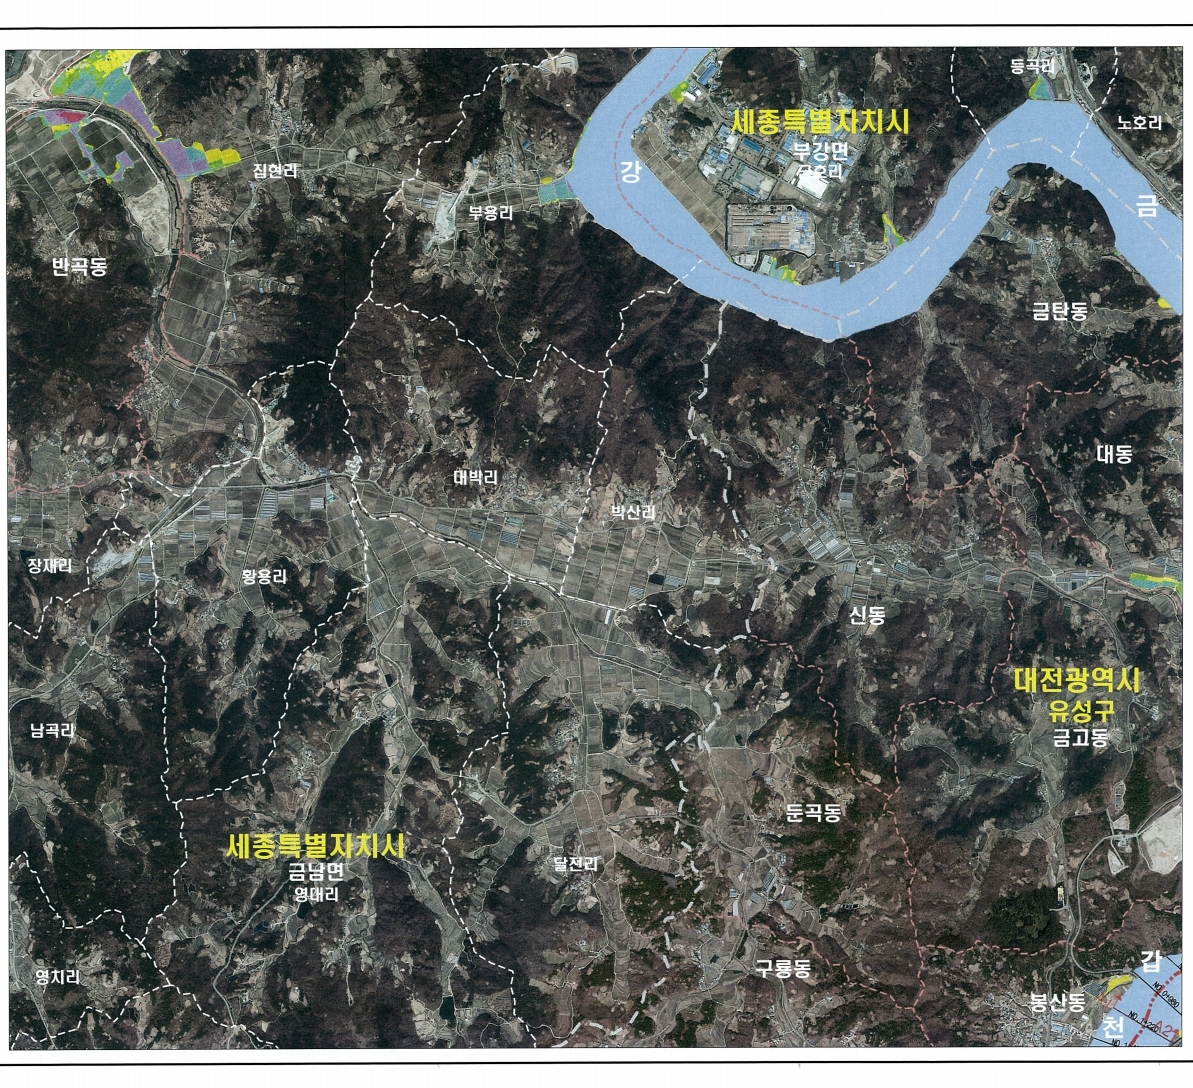 등곡리
세종특별자치시
부강면
노호리
집현리
강
부용리
금
반곡동
금탄동
대동
대박리
박산리
장재리
황용리
신동
대전광역시
유성구
금고동
남곡리
둔곡동
세종특별자치시
금남면
영대리
달전리
구룡동
갑
영치리
봉산동
천